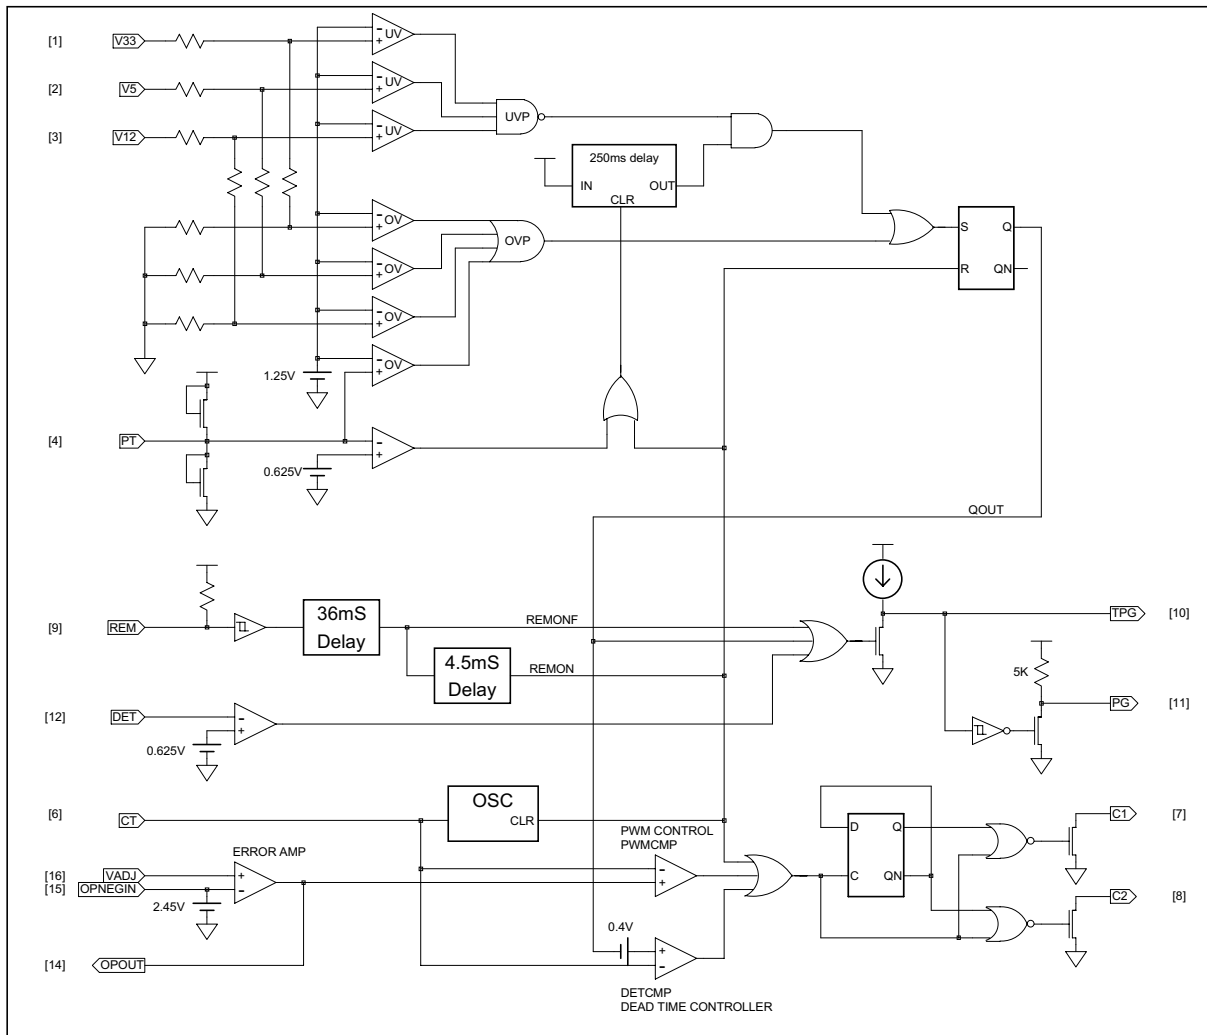 [1] V33 - + UV
[2] V5 - + UV
[3] V12 - + UV
UVP
250ms delay
IN OUT
CLR
- + OV
- + OV
- + OV
- + OV
OVP
S Q
R QN
1.25V
[4] PT - +
0.625V
QOUT
[9] REM
36mS
Delay
REMONF
4.5mS
Delay
REMON
TPG [10]
5K
PG [11]
[12] DET - +
0.625V
[6] CT
OSC
CLR
PWM CONTROL
PWMCMP
- +
D Q
C QN
C1 [7]
C2 [8]
ERROR AMP
[16] VADJ +
[15] OPNEGIN -
2.45V
0.4V
+ -
[14] OPOUT
DETCMP
DEAD TIME CONTROLLER